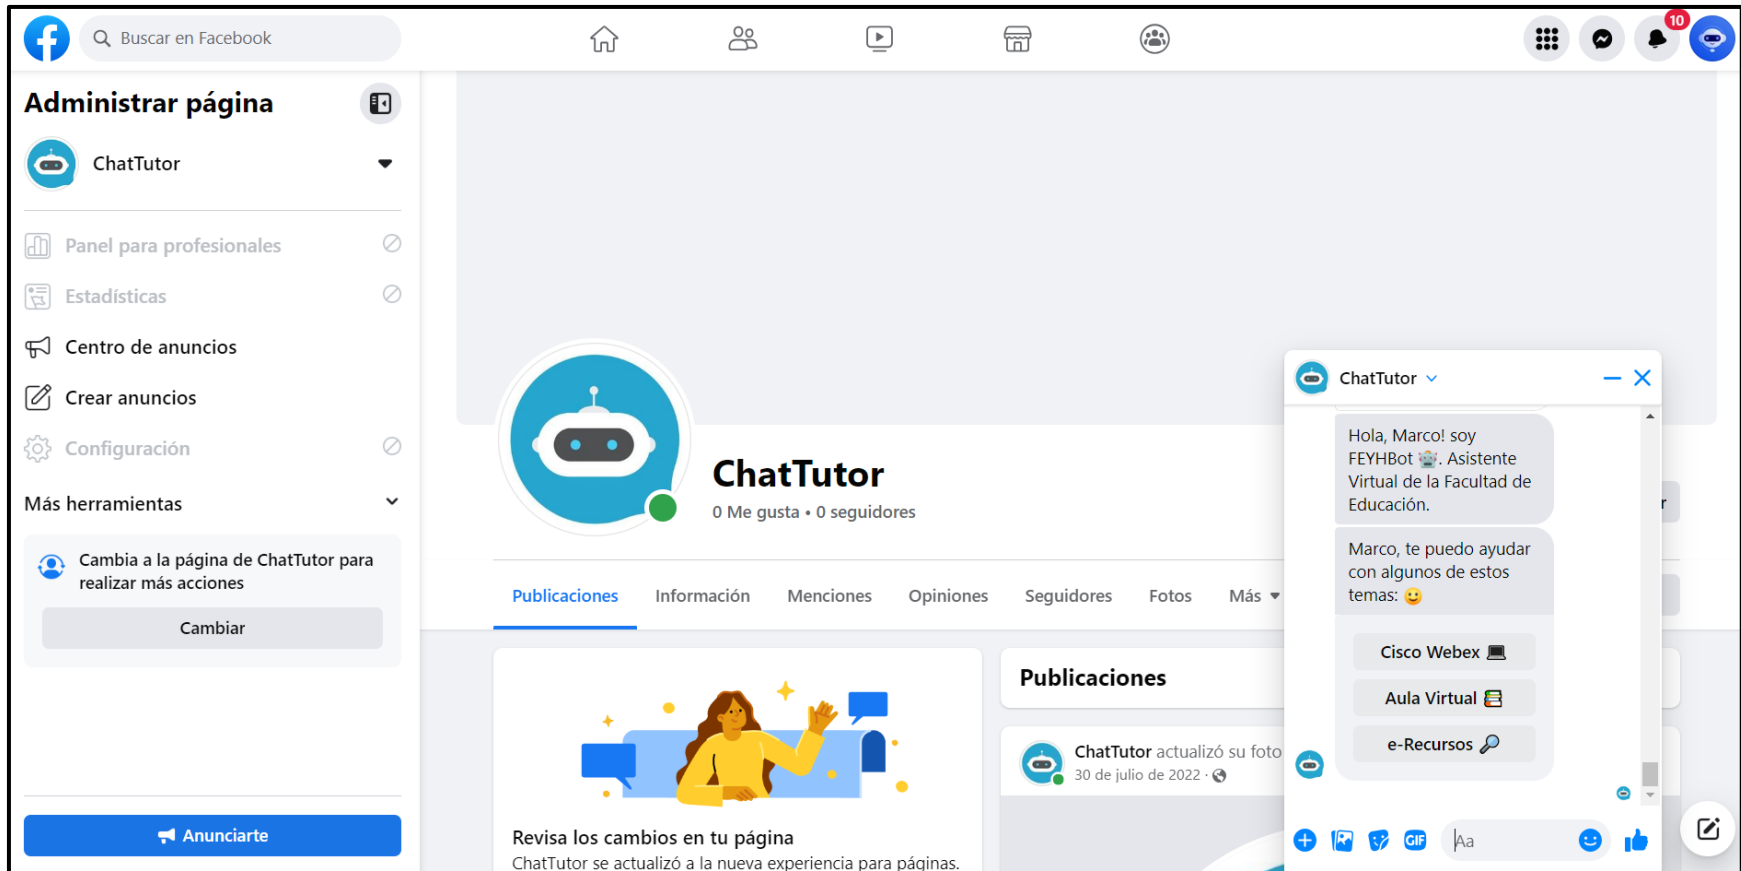 Buscar en Facebook
10
Administrar página
ChatTutor
Panel para profesionales
Estadísticas
Centro de anuncios
Crear anuncios
Configuración
Más herramientas
Cambia a la página de ChatTutor para
realizar más acciones
Cambiar
Anunciarte
ChatTutor
0 Me gusta • 0 seguidores
Publicaciones
Información
Menciones
Opiniones
Seguidores
Fotos
Más
Revisa los cambios en tu página
ChatTutor se actualizó a la nueva experiencia para páginas.
Publicaciones
ChatTutor actualizó su foto
30 de julio de 2022 ·
ChatTutor
Hola, Marco! soy
FEYHBot 🤖. Asistente
Virtual de la Facultad de
Educación.
Marco, te puedo ayudar
con algunos de estos
temas: 😃
Cisco Webex 💻
Aula Virtual 📚
e-Recursos 🔎
GIF
Aa
r